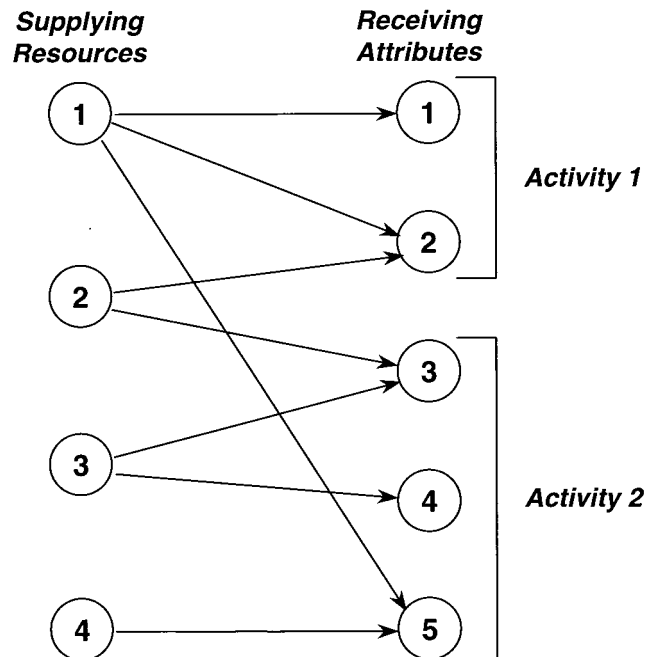 Supplying
Resources
Receiving
Attributes
1
1
Activity 1
2
2
3
3
4
Activity 2
4
5